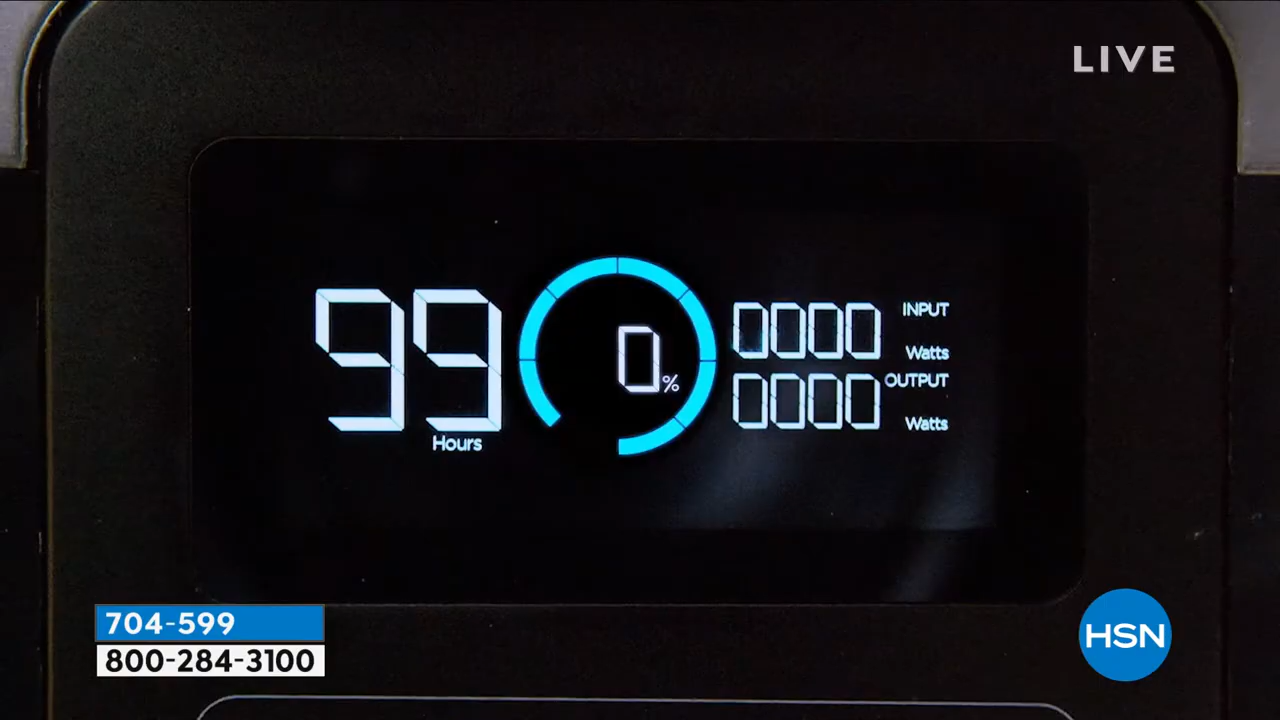 LIVE
99
Hours
0%
0000 INPUT
Watts
0000 OUTPUT
Watts
704-599
800-284-3100
HSN